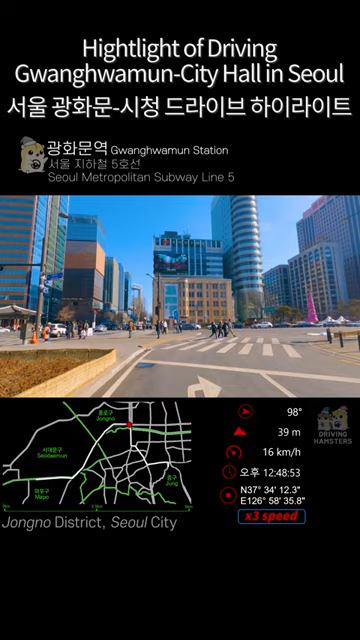 Hightlight of Driving
Gwanghwamun-City Hall in Seoul
서울 광화문-시청 드라이브 하이라이트
광화문역 Gwanghwamun Station
서울 지하철 5호선
Seoul Metropolitan Subway Line 5
종로구
Jongno
서대문구
Seodaemun
마포구
Mapo
중구
Jung
0km
5km
98°
39 m
16 km/h
오후 12:48:53
N37° 34' 12.3"
E126° 58' 35.8"
x3 speed
DRIVING
HAMSTERS
Jongno District, Seoul City